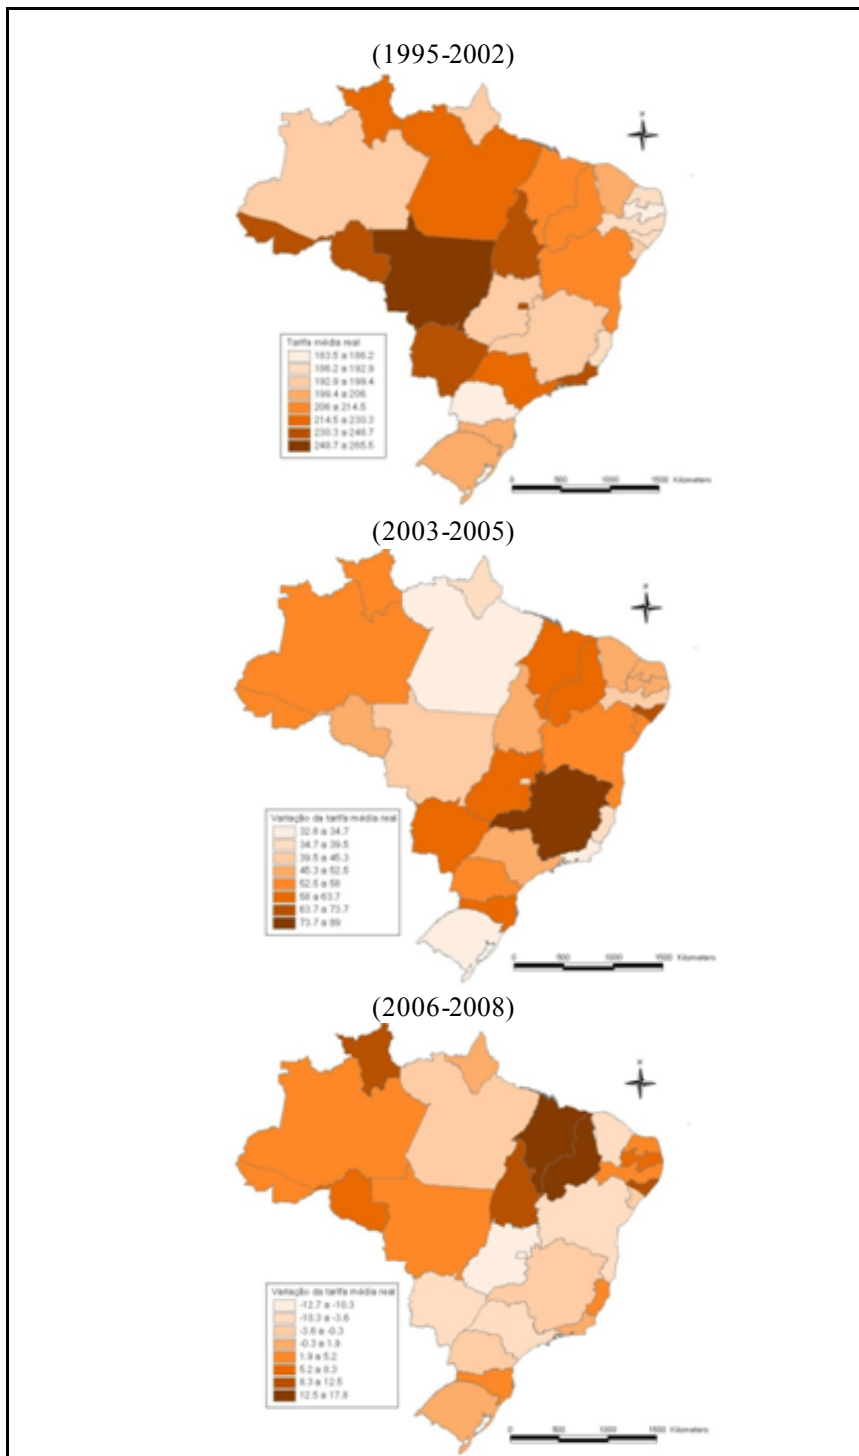 (1995-2002)
Tarifa média real
183.5 a 186.2
186.2 a 192.9
192.9 a 199.4
199.4 a 206
206 a 214.5
214.5 a 230.3
230.3 a 248.7
248.7 a 265.5
0 500 1000 1500 Kilometers
(2003-2005)
Variação da tarifa média real
32.6 a 34.7
34.7 a 39.5
39.5 a 45.3
45.3 a 52.5
52.5 a 58
58 a 63.7
63.7 a 73.7
73.7 a 89
0 500 1000 1500 Kilometers
(2006-2008)
Variação da tarifa média real
-12.7 a -10.3
-10.3 a -3.6
-3.6 a -0.3
-0.3 a 1.9
1.9 a 5.2
5.2 a 8.3
8.3 a 12.5
12.5 a 17.8
0 500 1000 1500 Kilometers